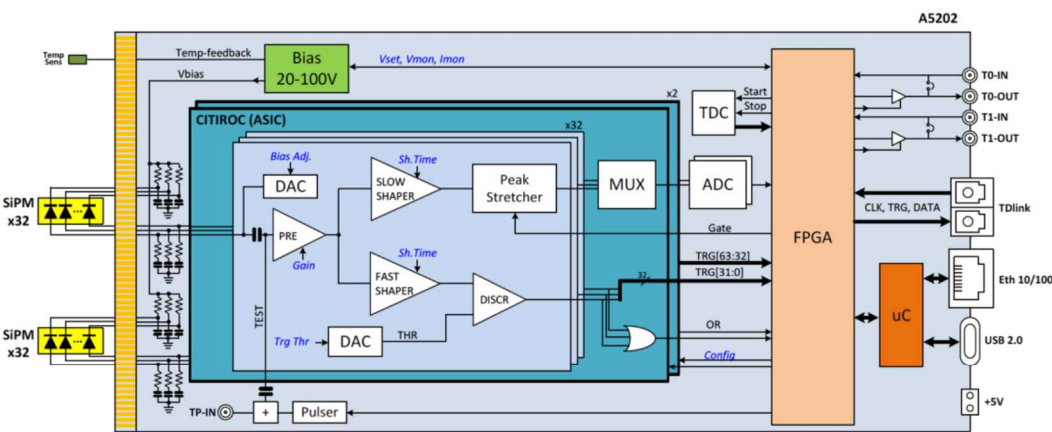 A5202
Temp
Sens
Temp-feedback
Vbias
Bias
20-100V
Vset, Vmon, Imon
x2
CITIROC (ASIC)
x32
Bias Adj.
DAC
PRE
Gain
SLOW
SHAPER
Sh.Time
Peak
Stretcher
MUX
ADC
TDC
Start
Stop
Gate
FAST
SHAPER
Sh.Time
DISCR
TRG[63:32]
TRG[31:0]
32
OR
Config
Trg Thr
DAC
THR
TEST
TP-IN
+
Pulser
SiPM
x32
SiPM
x32
FPGA
T0-IN
T0-OUT
T1-IN
T1-OUT
CLK, TRG, DATA
TDlink
uC
Eth 10/100
USB 2.0
+5V